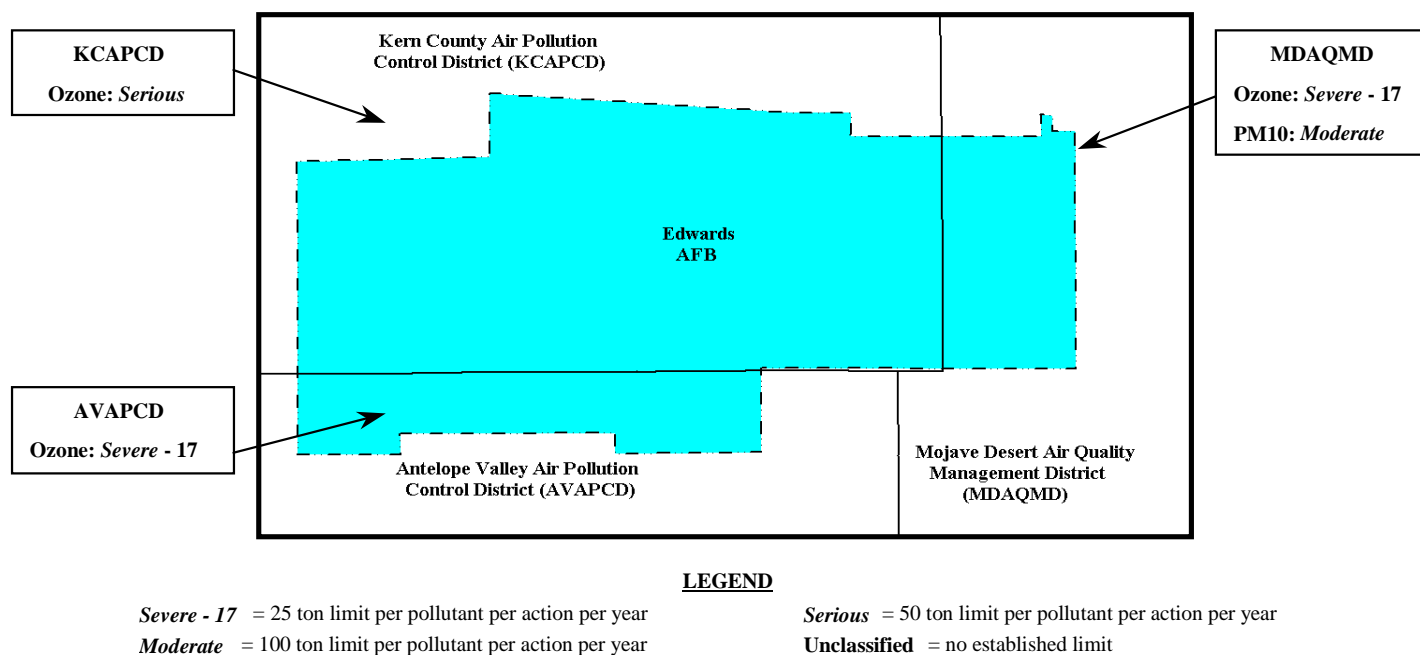 KCAPCD
Ozone: Serious
Kern County Air Pollution
Control District (KCAPCD)
MDAQMD
Ozone: Severe - 17
PM10: Moderate
Edwards
AFB
AVAPCD
Ozone: Severe - 17
Antelope Valley Air Pollution
Control District (AVAPCD)
Mojave Desert Air Quality
Management District
(MDAQMD)
LEGEND
Severe - 17 = 25 ton limit per pollutant per action per year
Serious = 50 ton limit per pollutant per action per year
Moderate = 100 ton limit per pollutant per action per year
Unclassified = no established limit